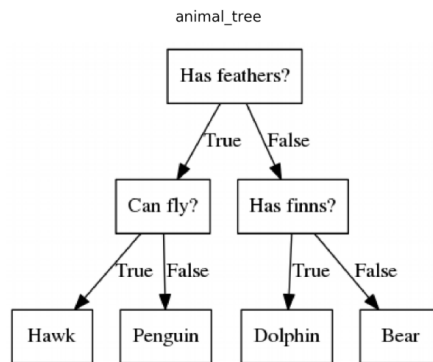 animal_tree
Has feathers?
True False
Can fly? Has finns?
True False True False
Hawk Penguin Dolphin Bear